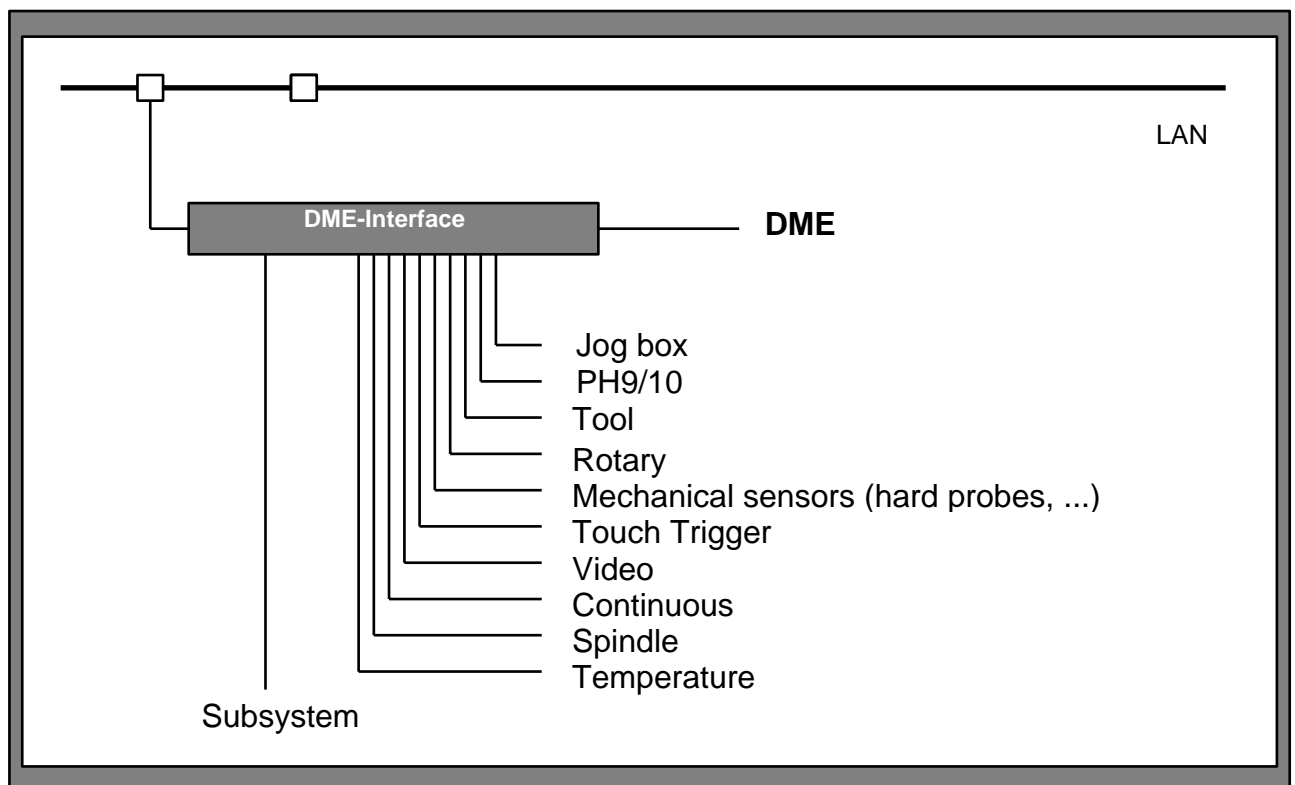 LAN
DME-Interface
DME
Jog box
PH9/10
Tool
Rotary
Mechanical sensors (hard probes, ...)
Touch Trigger
Video
Continuous
Spindle
Temperature
Subsystem